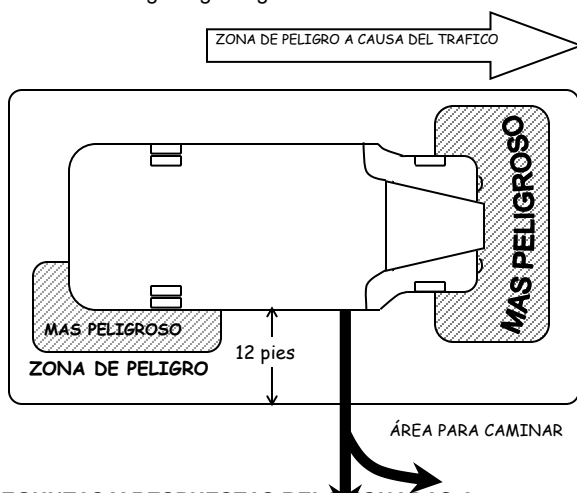 ZONA DE PELIGRO A CAUSA DEL TRAFICO
MAS PELIGROSO
MAS PELIGROSO
ZONA DE PELIGRO
12 pies
ÁREA PARA CAMINAR